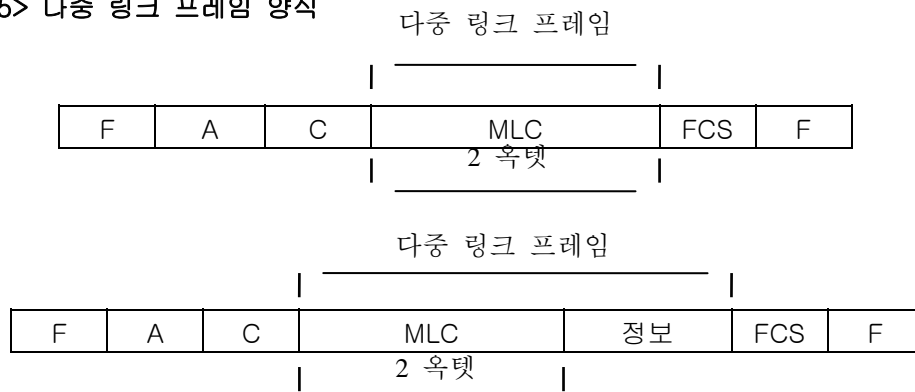 5> 다중 링크 프레임 양식
다중 링크 프레임
F A C MLC FCS F
2 옥텟
다중 링크 프레임
F A C MLC 정보 FCS F
2 옥텟